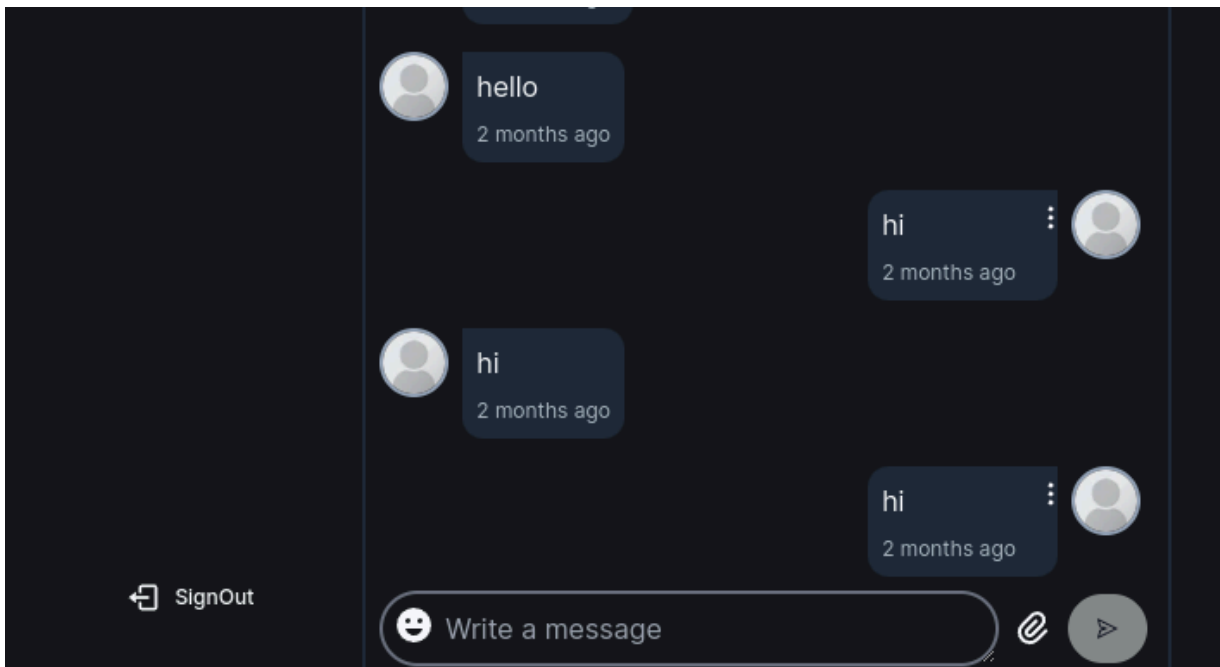 hello
2 months ago
hi
2 months ago
hi
2 months ago
hi
2 months ago
SignOut
Write a message